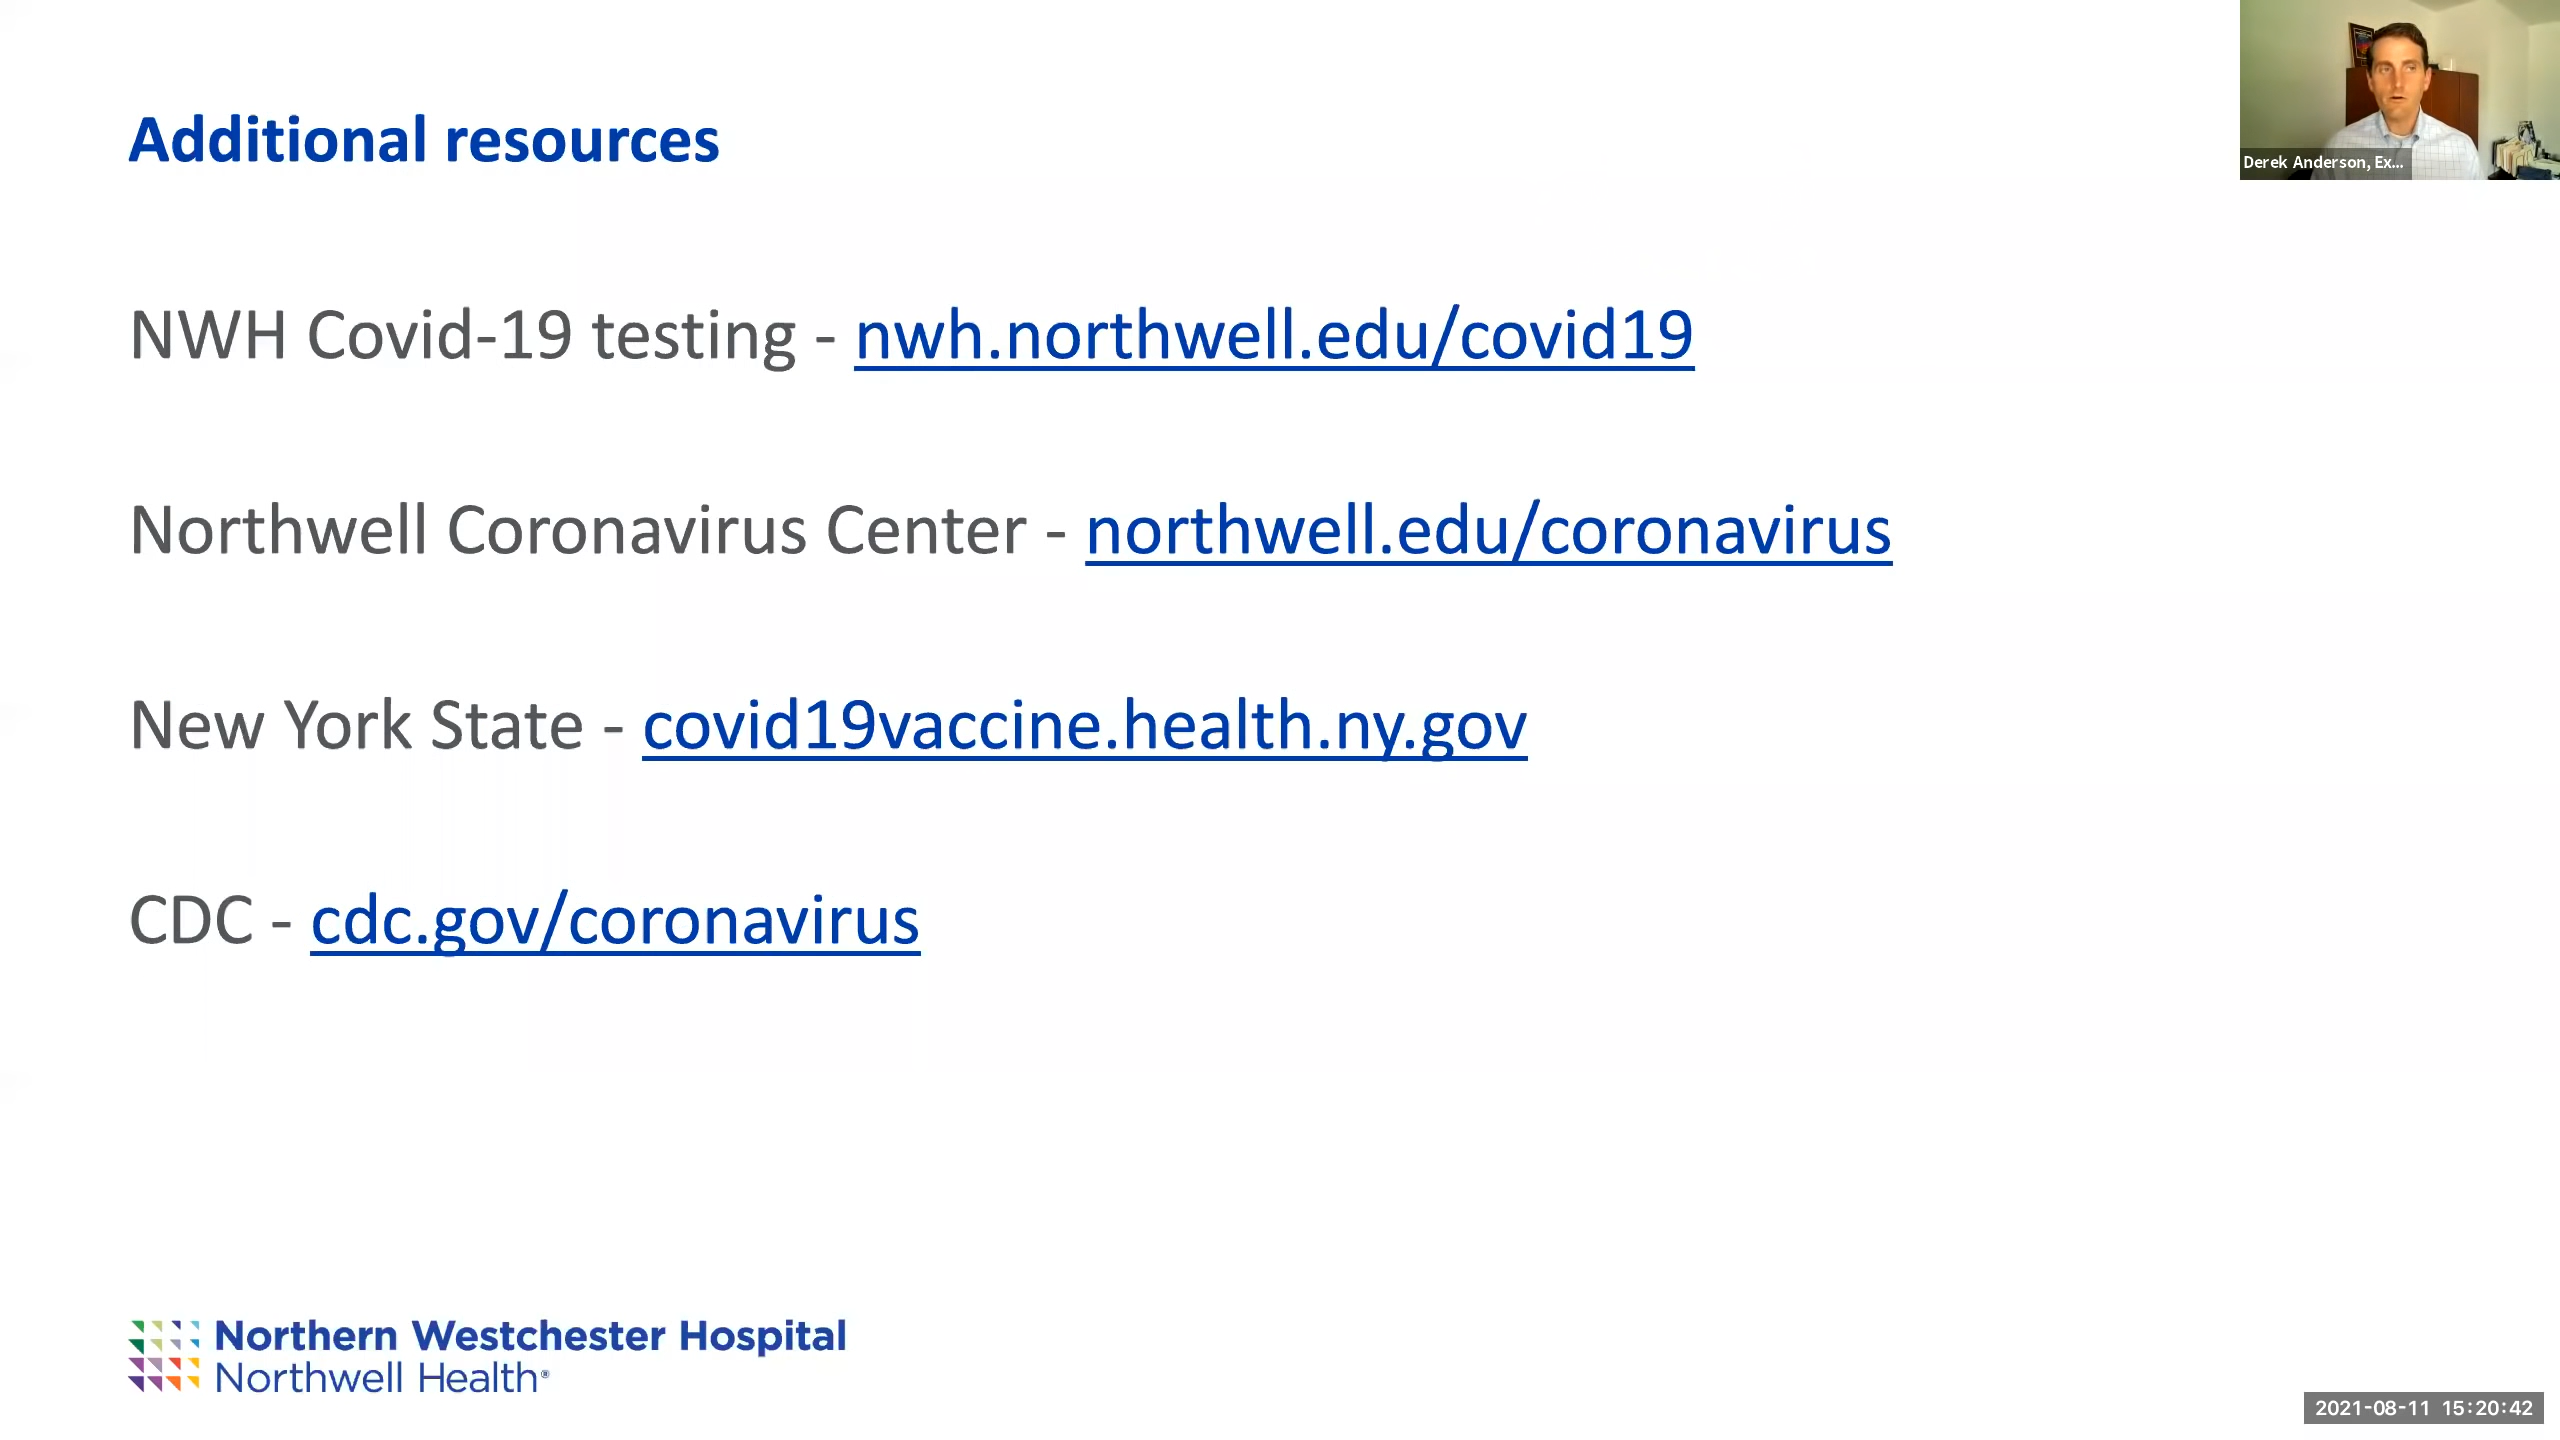 Additional resources
Derek Anderson, Ex...
NWH Covid-19 testing - nwh.northwell.edu/covid19
Northwell Coronavirus Center - northwell.edu/coronavirus
New York State - covid19vaccine.health.ny.gov
CDC - cdc.gov/coronavirus
Northern Westchester Hospital
Northwell Health®
2021-08-11 15:20:42